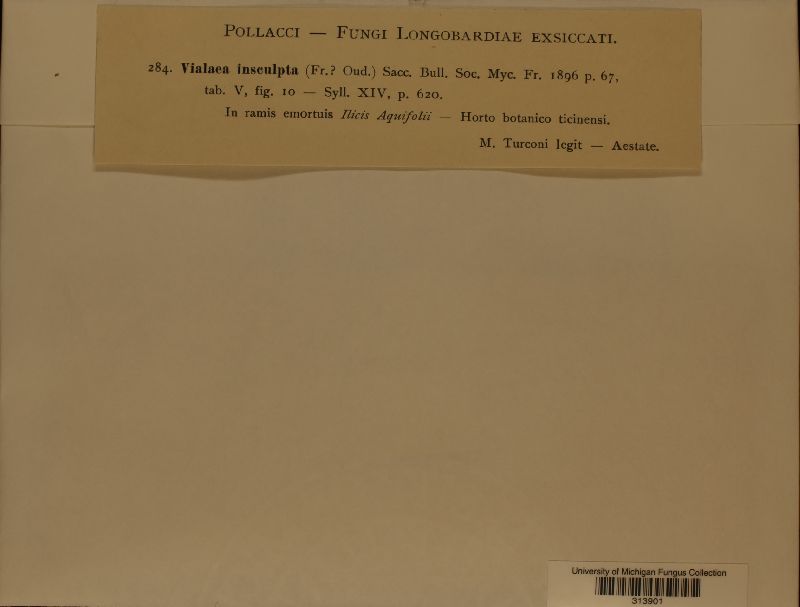 Pollacci — Fungi Longobardiae exsiccati.
284. Vialaea insculpta (Fr.? Oud.) Sacc. Bull. Soc. Myc. Fr. 1896 p. 67,
tab. V, fig. 10 — Syll. XIV, p. 620.
In ramis emortuis Ilicis Aquifolii — Horto botanico ticinensi.
M. Turconi legit — Aestate.
University of Michigan Fungus Collection
313901